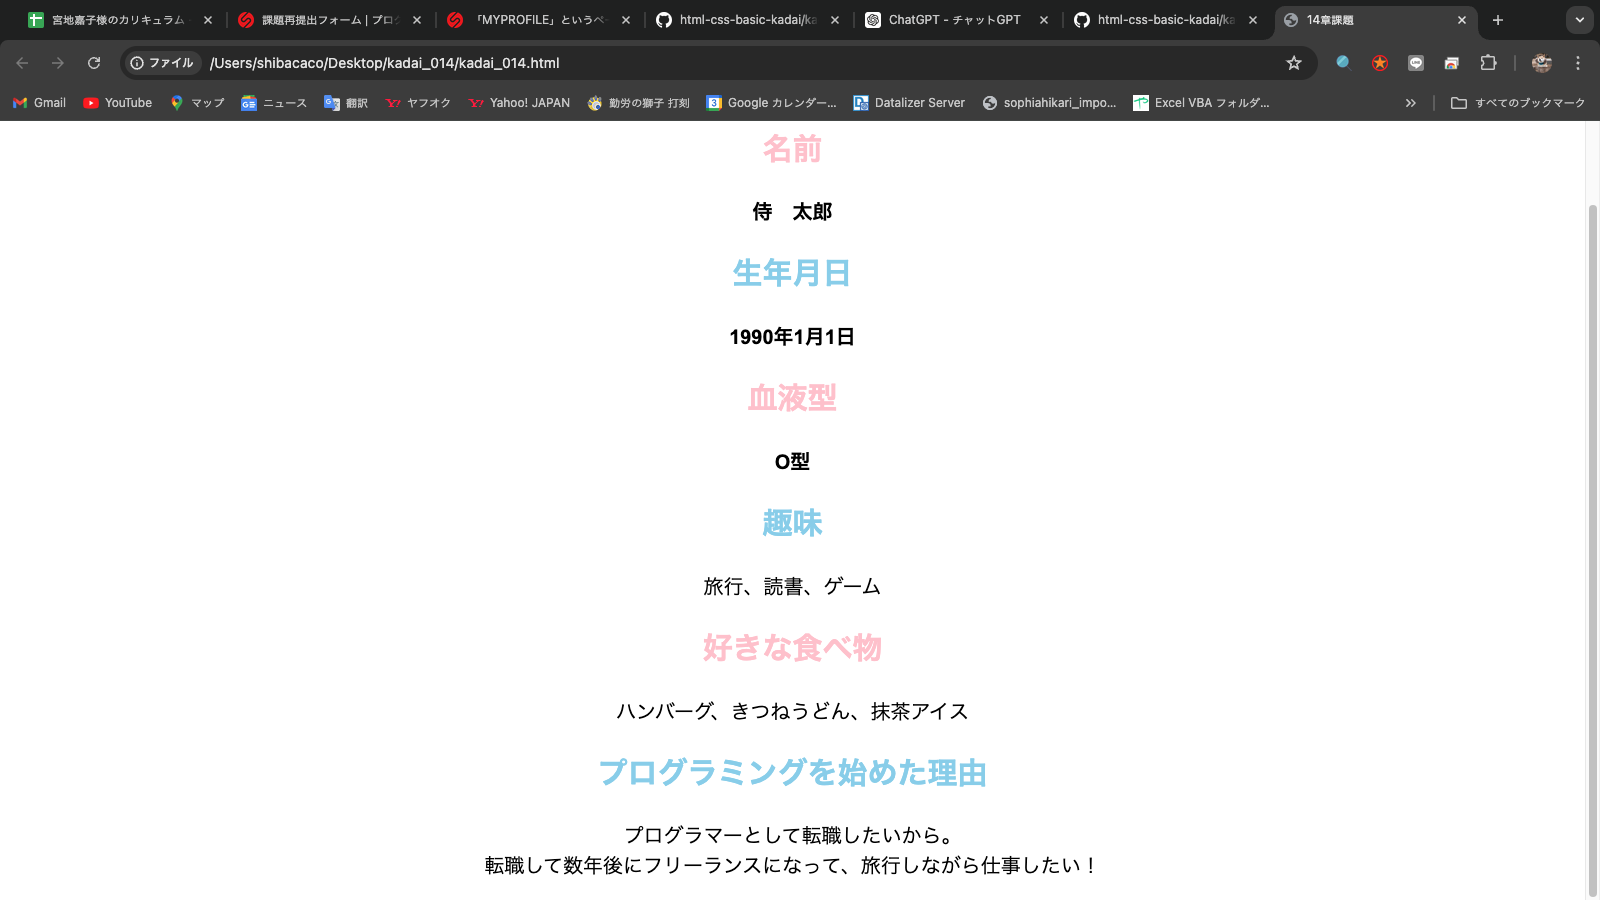 宮地嘉子様のカリキュラム
課題再提出フォーム | プログ
「MYPROFILE」というペー
html-css-basic-kadai/ka
ChatGPT - チャットGPT
html-css-basic-kadai/ka
14章課題
ファイル
/Users/shibacaco/Desktop/kadai_014/kadai_014.html
Gmail
YouTube
マップ
ニュース
翻訳
ヤフオク
Yahoo! JAPAN
勤労の獅子 打刻
Google カレンダー...
Datalizer Server
sophiahikari_impo...
Excel VBA フォルダ...
すべてのブックマーク
名前
侍　太郎
生年月日
1990年1月1日
血液型
O型
趣味
旅行、読書、ゲーム
好きな食べ物
ハンバーグ、きつねうどん、抹茶アイス
プログラミングを始めた理由
プログラマーとして転職したいから。
転職して数年後にフリーランスになって、旅行しながら仕事したい！